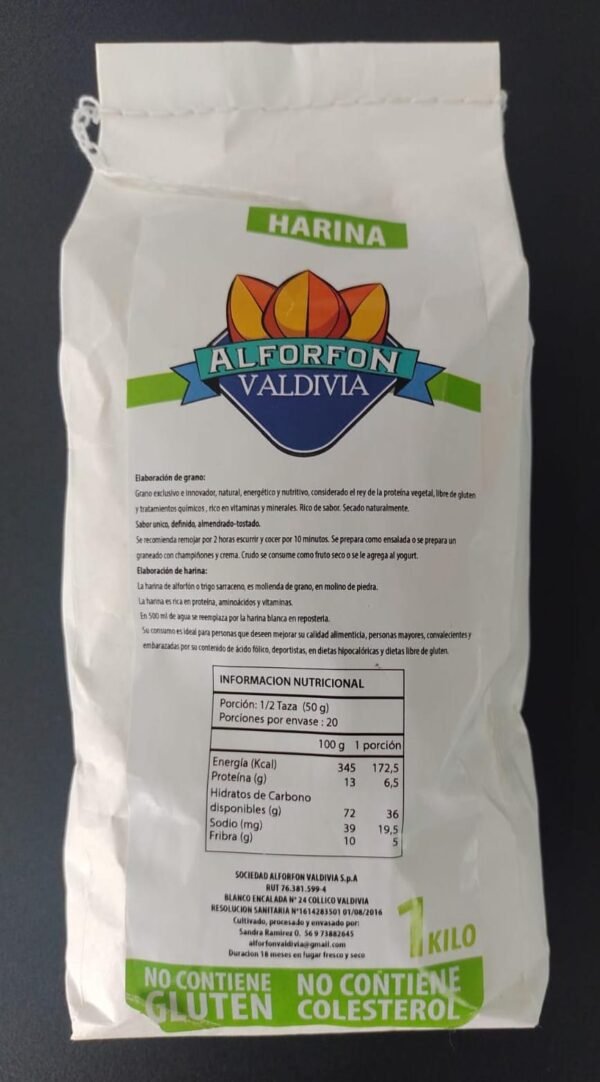 HARINA
ALFORFON
VALDIVIA
Elaboración de grano:
Grano exclusivo e innovador, natural, energético y nutritivo, considerado el rey de la proteína vegetal, libre de gluten
y tratamientos químicos, rico en vitaminas y minerales. Rico de sabor. Secado naturalmente.
Sabor unico, definido, almendrado-tostado.
Se recomienda remojar por 2 horas escurrir y cocer por 10 minutos. Se prepara como ensalada o se prepara un
graneado con champiñones y crema. Crudo se consume como fruto seco o se le agrega al yogurt.
Elaboración de harina:
La harina de alforfón o trigo sarraceno, es molienda de grano, en molino de piedra.
La harina es rica en proteína, aminoácidos y vitaminas.
En 500 ml de agua se reemplaza por la harina blanca en repostería.
Su consumo es ideal para personas que deseen mejorar su calidad alimenticia, personas mayores, convalecientes y
embarazadas por su contenido de ácido fólico, deportistas, en dietas hipocalóricas y dietas libre de gluten.
INFORMACION NUTRICIONAL
Porción: 1/2 Taza (50 g)
Porciones por envase : 20
100 g 1 porción
Energía (Kcal) 345 172,5
Proteína (g) 13 6,5
Hidratos de Carbono
disponibles (g) 72 36
Sodio (mg) 39 19,5
Fribra (g) 10 5
SOCIEDAD ALFORFON VALDIVIA S.p.A
RUT 76.381.599-4
BLANCO ENCALADA N° 24 COLLICO VALDIVIA
RESOLUCION SANITARIA N°1614283501 01/08/2016
Cultivado, procesado y envasado por:
Sandra Ramirez O. 56 9 73882645
alforfonvaldivia@gmail.com
Duracion 18 meses en lugar fresco y seco
1 KILO
NO CONTIENE GLUTEN
NO CONTIENE COLESTEROL